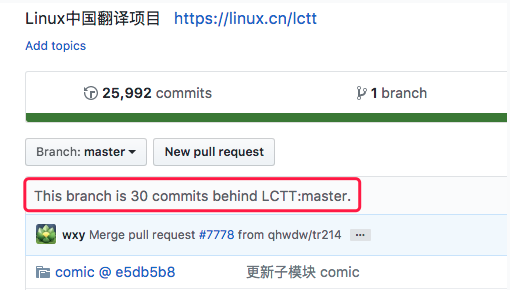 Linux中国翻译项目 https://linux.cn/lctt
Add topics
25,992 commits 1 branch
Branch: master New pull request
This branch is 30 commits behind LCTT:master.
wxy Merge pull request #7778 from qhwdw/tr214 ...
comic @ e5db5b8 更新子模块 comic